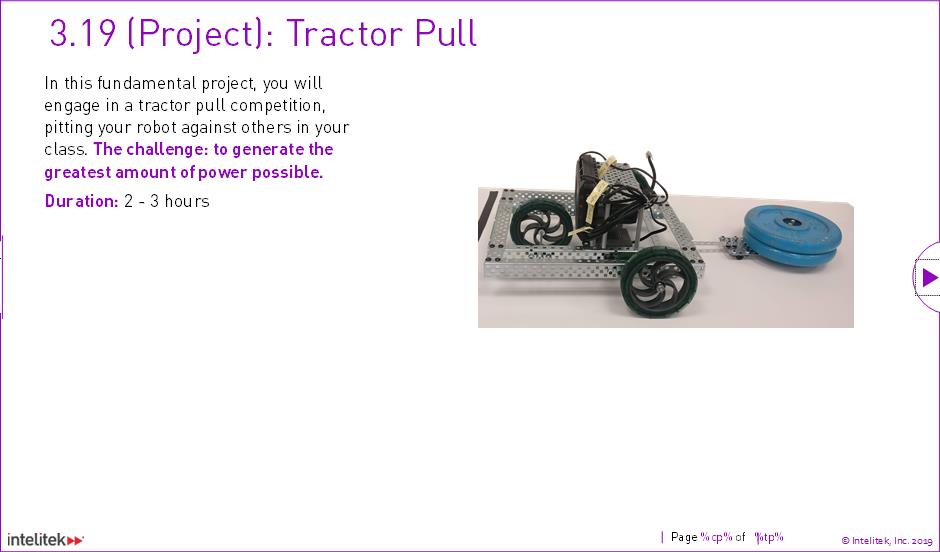 3.19 (Project): Tractor Pull
In this fundamental project, you will
engage in a tractor pull competition,
pitting your robot against others in your
class. The challenge: to generate the
greatest amount of power possible.
Duration: 2 - 3 hours
intelitek
Page %cp% of %tp%
© Intelitek, Inc. 2019